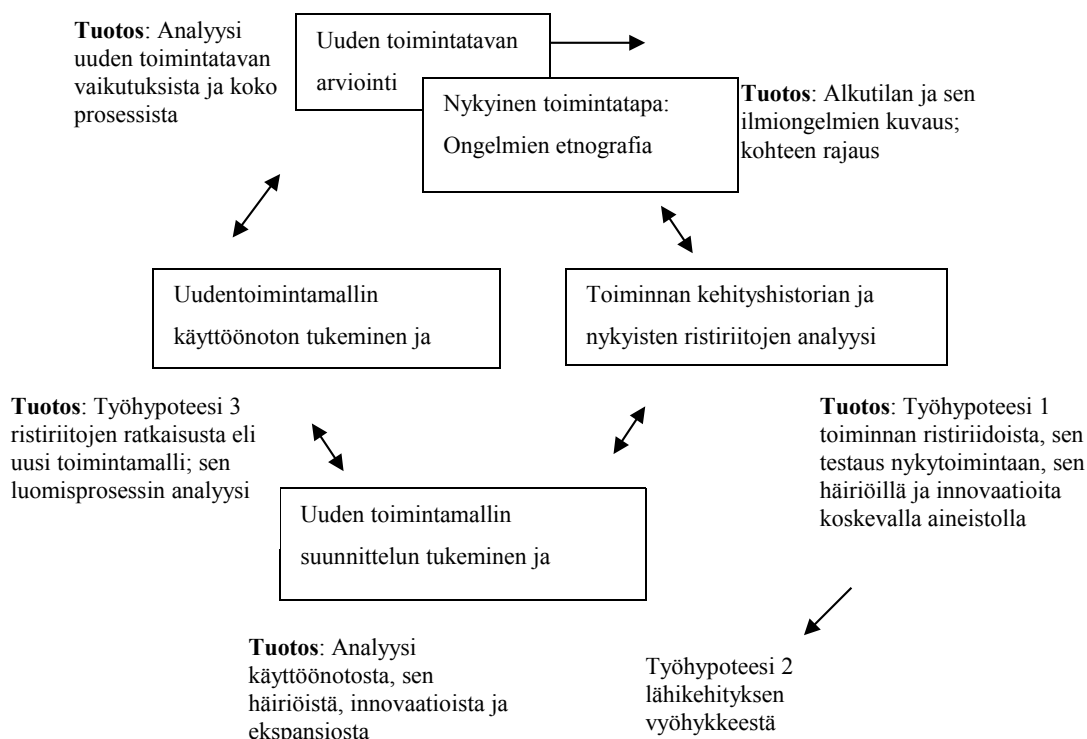 Tuotos: Analyysi
uuden toimintatavan
vaikutuksista ja koko
prosessista
Uuden toimintatavan
arviointi
Nykyinen toimintatapa:
Ongelmien etnografia
Tuotos: Alkutilan ja sen
ilmiongelmien kuvaus;
kohteen rajaus
Uudentoimintamallin
käyttöönoton tukeminen ja
Toiminnan kehityshistorian ja
nykyisten ristiriitojen analyysi
Tuotos: Työhypoteesi 3
ristiriitojen ratkaisusta eli
uusi toimintamalli; sen
luomisprosessin analyysi
Tuotos: Työhypoteesi 1
toiminnan ristiriidoista, sen
testaus nykytoimintaan, sen
häiriöillä ja innovaatioita
koskevalla aineistolla
Uuden toimintamallin
suunnittelun tukeminen ja
Tuotos: Analyysi
käyttöönotosta, sen
häiriöistä, innovaatioista ja
ekspansiosta
Työhypoteesi 2
lähikehityksen
vyöhykkeestä